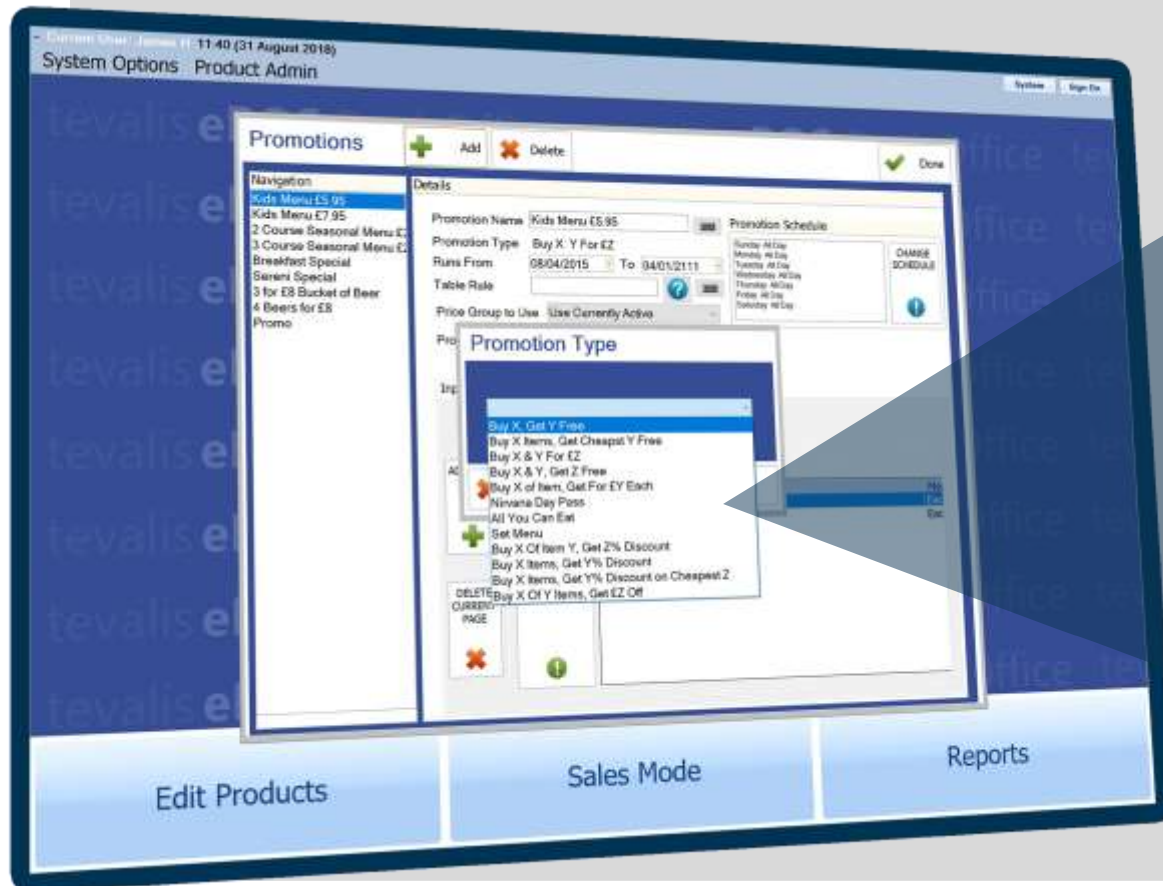 11:40 (31 August 2018)
System Options Product Admin
System Sign On
Promotions
Add
Delete
Done
Navigation
Kids Menu £5.95
Kids Menu £7.95
2 Course Seasonal Menu £
3 Course Seasonal Menu £
Breakfast Special
Sereni Special
3 for £8 Bucket of Beer
4 Beers for £8
Promo
Details
Promotion Name Kids Menu £5.95
Promotion Type Buy X: Y For £Z
Runs From 08/04/2015 To 04/01/2111
Table Rule
Price Group to Use Use Currently Active
Promotion Schedule
Sunday All Day
Monday All Day
Tuesday All Day
Wednesday All Day
Thursday All Day
Friday All Day
Saturday All Day
CHANGE
SCHEDULE
Promotion Type
Buy X, Get Y Free
Buy X Items, Get Cheapst Y Free
Buy X & Y For £Z
Buy X & Y, Get Z Free
Buy X of Item, Get For £Y Each
Nirvana Day Pass
All You Can Eat
Set Menu
Buy X Of Item Y, Get Z% Discount
Buy X Items, Get Y% Discount
Buy X Items, Get Y% Discount on Cheapest Z
Buy X Of Y Items, Get £Z Off
DELETE
CURRENT
PAGE
Edit Products
Sales Mode
Reports
tevalis